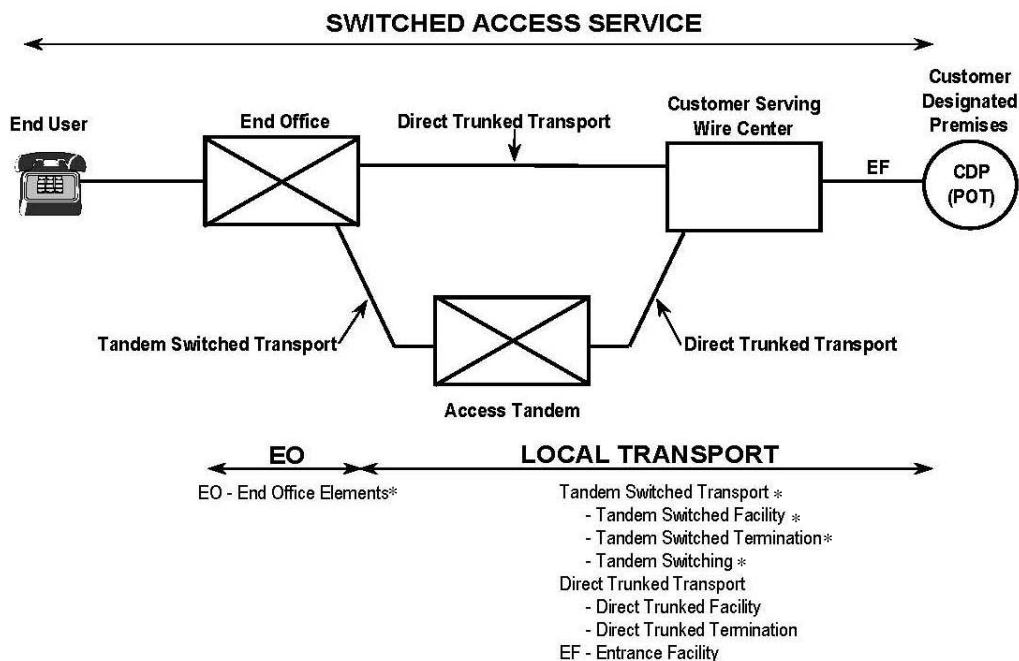 SWITCHED ACCESS SERVICE
End User
End Office
Direct Trunked Transport
Customer Serving
Wire Center
Customer
Designated
Premises
EF
CDP
(POT)
Tandem Switched Transport
Direct Trunked Transport
Access Tandem
EO
LOCAL TRANSPORT
EO - End Office Elements*
Tandem Switched Transport *
- Tandem Switched Facility *
- Tandem Switched Termination*
- Tandem Switching *
Direct Trunked Transport
- Direct Trunked Facility
- Direct Trunked Termination
EF - Entrance Facility